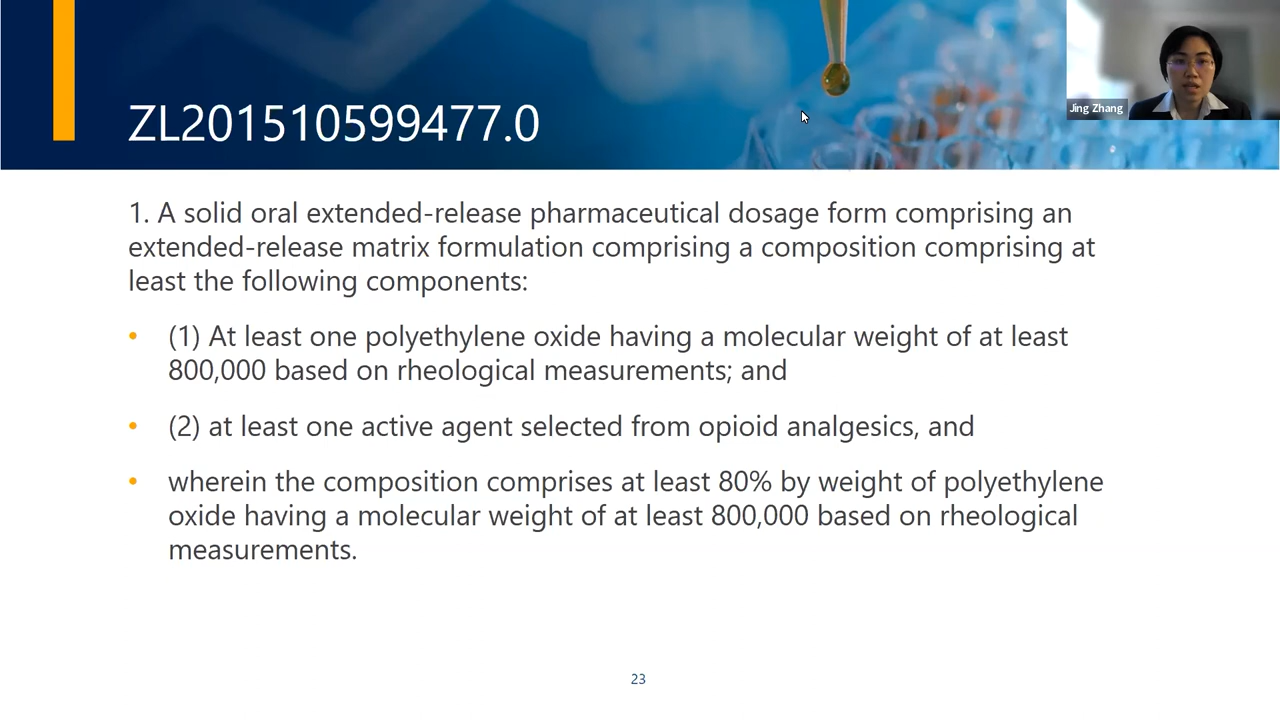 Jing Zhang
ZL201510599477.0
1. A solid oral extended-release pharmaceutical dosage form comprising an
extended-release matrix formulation comprising a composition comprising at
least the following components:
• (1) At least one polyethylene oxide having a molecular weight of at least
800,000 based on rheological measurements; and
• (2) at least one active agent selected from opioid analgesics, and
• wherein the composition comprises at least 80% by weight of polyethylene
oxide having a molecular weight of at least 800,000 based on rheological
measurements.
23